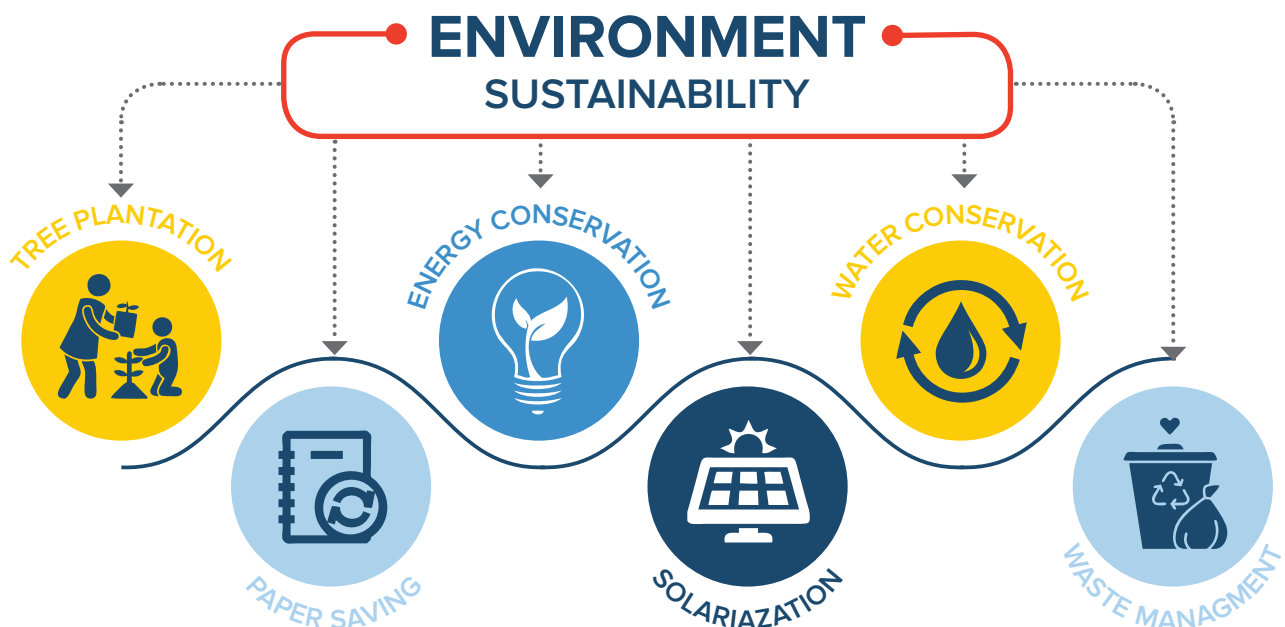 ENVIRONMENT
SUSTAINABILITY
TREE PLANTATION
PAPER SAVING
ENERGY CONSERVATION
SOLARIAZATION
WATER CONSERVATION
WASTE MANAGMENT